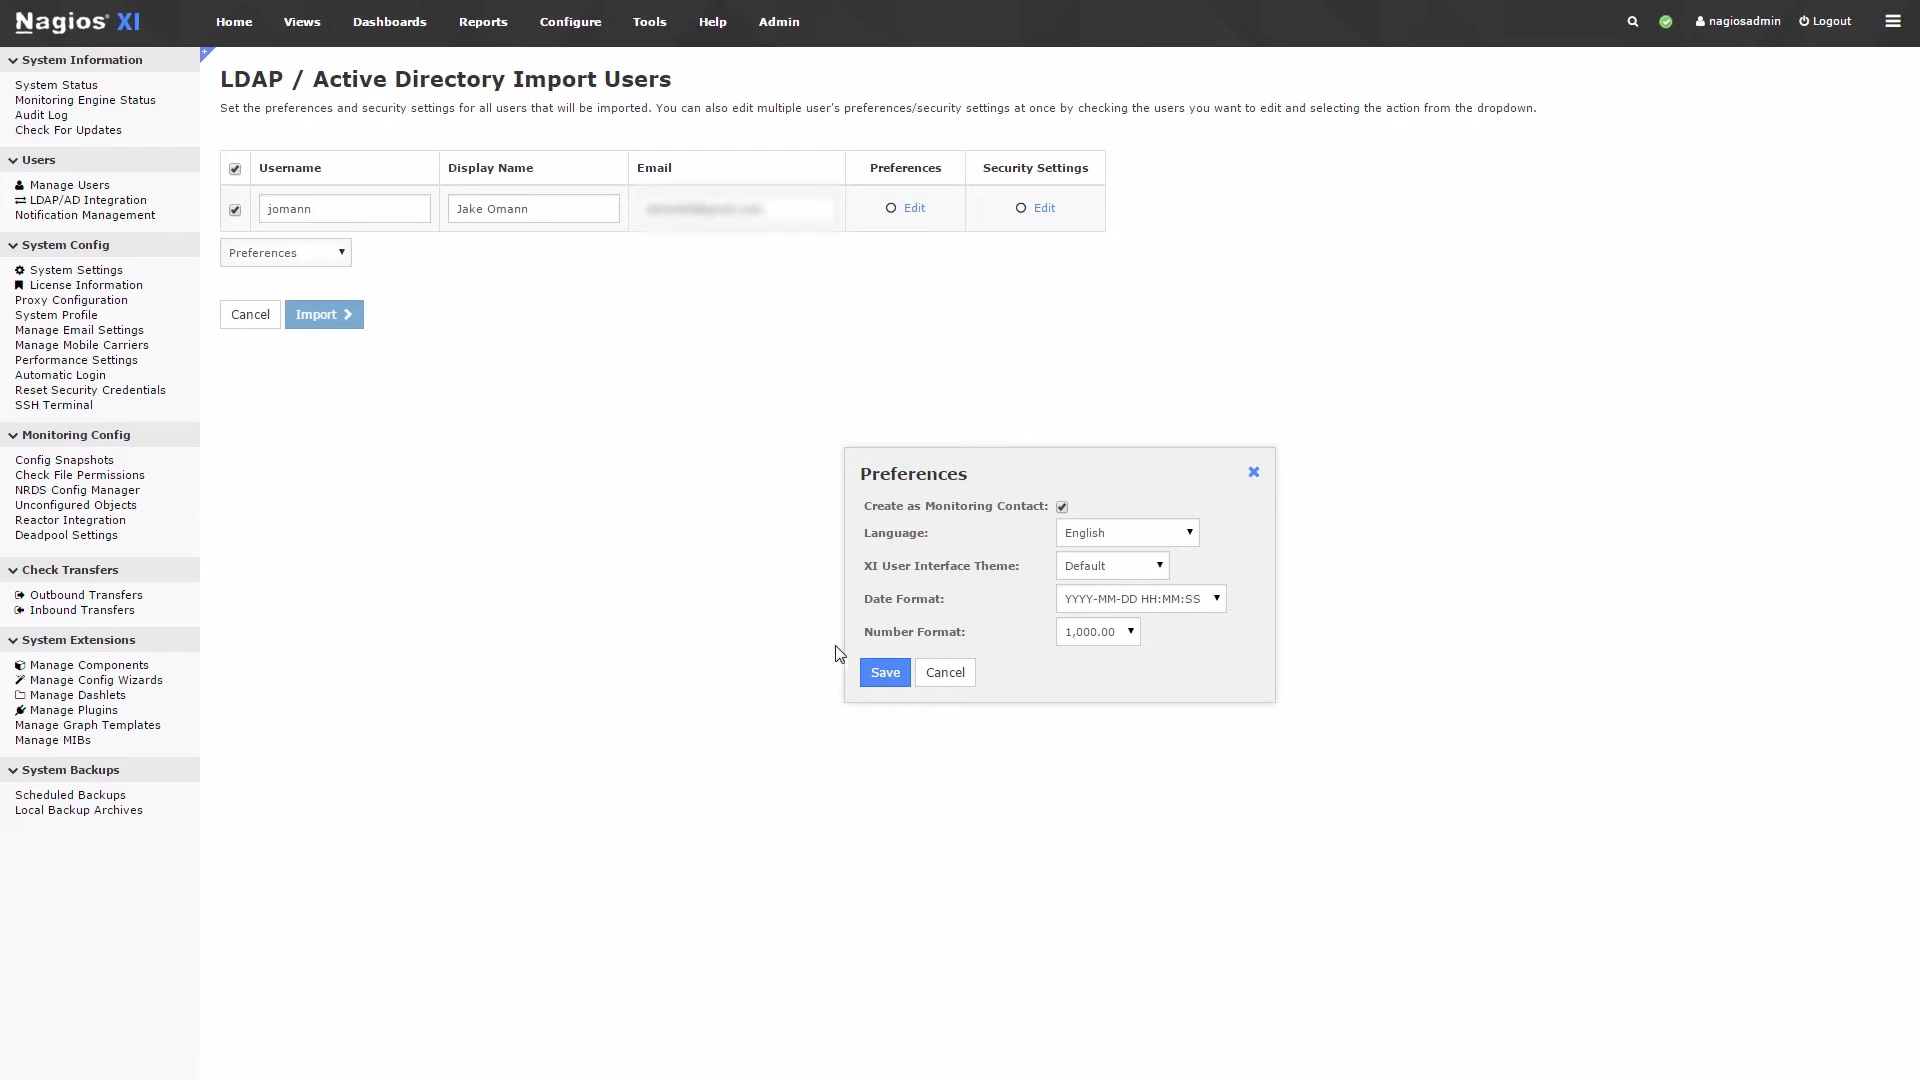 Nagios® XI
Home Views Dashboards Reports Configure Tools Help Admin
nagiosadmin Logout
System Information
System Status
Monitoring Engine Status
Audit Log
Check For Updates
Users
Manage Users
LDAP/AD Integration
Notification Management
System Config
System Settings
License Information
Proxy Configuration
System Profile
Manage Email Settings
Manage Mobile Carriers
Performance Settings
Automatic Login
Reset Security Credentials
SSH Terminal
Monitoring Config
Config Snapshots
Check File Permissions
NRDS Config Manager
Unconfigured Objects
Reactor Integration
Deadpool Settings
Check Transfers
Outbound Transfers
Inbound Transfers
System Extensions
Manage Components
Manage Config Wizards
Manage Dashlets
Manage Plugins
Manage Graph Templates
Manage MIBs
System Backups
Scheduled Backups
Local Backup Archives
LDAP / Active Directory Import Users
Set the preferences and security settings for all users that will be imported. You can also edit multiple user's preferences/security settings at once by checking the users you want to edit and selecting the action from the dropdown.
Username Display Name Email Preferences Security Settings
jomann Jake Omann Edit Edit
Preferences
Cancel Import
Preferences
Create as Monitoring Contact:
Language: English
XI User Interface Theme: Default
Date Format: YYYY-MM-DD HH:MM:SS
Number Format: 1,000.00
Save Cancel